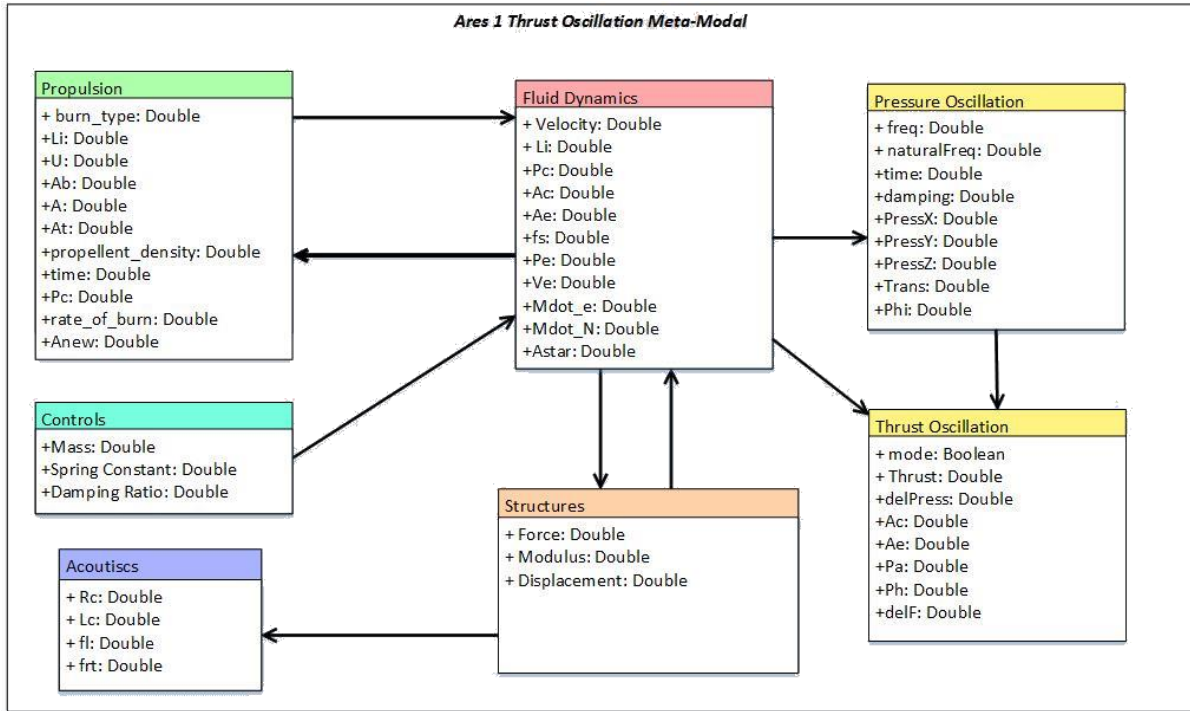 Ares 1 Thrust Oscillation Meta-Modal
Propulsion
+ burn_type: Double
+Li: Double
+U: Double
+Ab: Double
+A: Double
+At: Double
+propellent_density: Double
+time: Double
+Pc: Double
+rate_of_burn: Double
+Anew: Double
Fluid Dynamics
+ Velocity: Double
+ Li: Double
+Pc: Double
+Ac: Double
+Ae: Double
+fs: Double
+Pe: Double
+Ve: Double
+Mdot_e: Double
+Mdot_N: Double
+Astar: Double
Pressure Oscillation
+ freq: Double
+ naturalFreq: Double
+time: Double
+damping: Double
+PressX: Double
+PressY: Double
+PressZ: Double
+Trans: Double
+Phi: Double
Controls
+Mass: Double
+Spring Constant: Double
+Damping Ratio: Double
Thrust Oscillation
+ mode: Boolean
+ Thrust: Double
+delPress: Double
+Ac: Double
+Ae: Double
+Pa: Double
+Ph: Double
+delF: Double
Structures
+ Force: Double
+ Modulus: Double
+ Displacement: Double
Acoutiscs
+ Rc: Double
+ Lc: Double
+ fl: Double
+ frt: Double